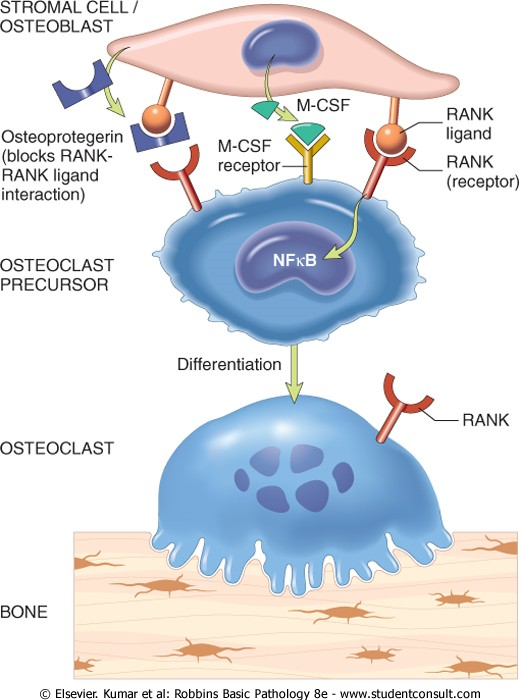 STROMAL CELL /
OSTEOBLAST
M-CSF
Osteoprotegerin
(blocks RANK-
RANK ligand
interaction)
M-CSF
receptor
RANK
ligand
RANK
(receptor)
OSTEOCLAST
PRECURSOR
NFκB
Differentiation
OSTEOCLAST
RANK
BONE
© Elsevier. Kumar et al: Robbins Basic Pathology 8e - www.studentconsult.com